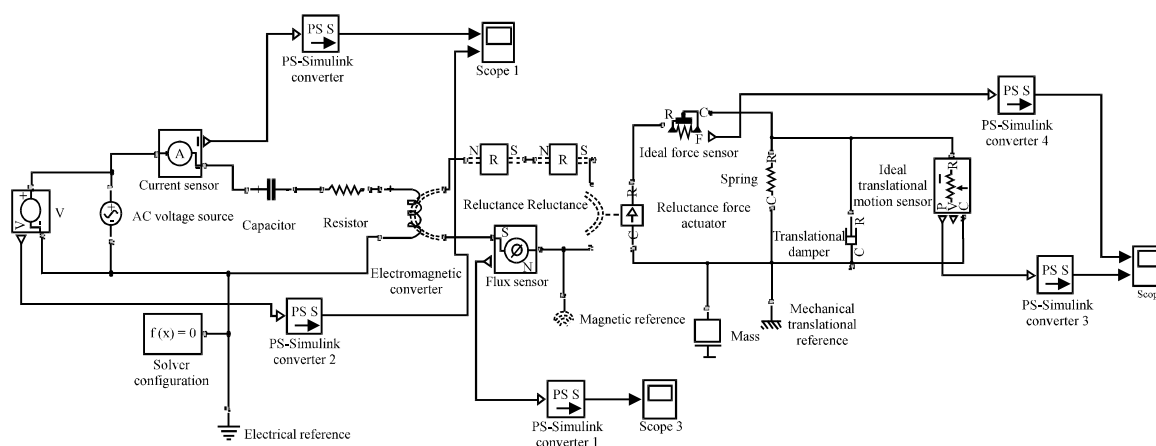 PS S
PS-Simulink
converter
Scope 1
A
Current sensor
+
V
V
AC voltage source
+
Capacitor
Resistor
+
Electromagnetic
converter
N R S
N R S
Reluctance Reluctance
S
N
Flux sensor
Magnetic reference
R C
F
Ideal force sensor
R
C
Reluctance force
actuator
R
Spring
C
R
Translational
damper
C
Ideal
translational
motion sensor
R
P V C
PS S
PS-Simulink
converter 4
PS S
PS-Simulink
converter 3
Scope
Mass
Mechanical
translational
reference
f (x) = 0
Solver
configuration
PS S
PS-Simulink
converter 2
Electrical reference
PS S
PS-Simulink
converter 1
Scope 3